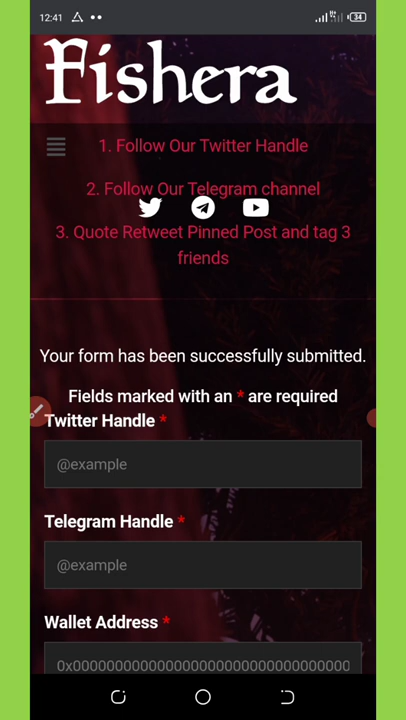 12:41
34
Fishera
1. Follow Our Twitter Handle
2. Follow Our Telegram channel
3. Quote Retweet Pinned Post and tag 3
friends
Your form has been successfully submitted.
Fields marked with an * are required
Twitter Handle *
@example
Telegram Handle *
@example
Wallet Address *
0x00000000000000000000000000000000000